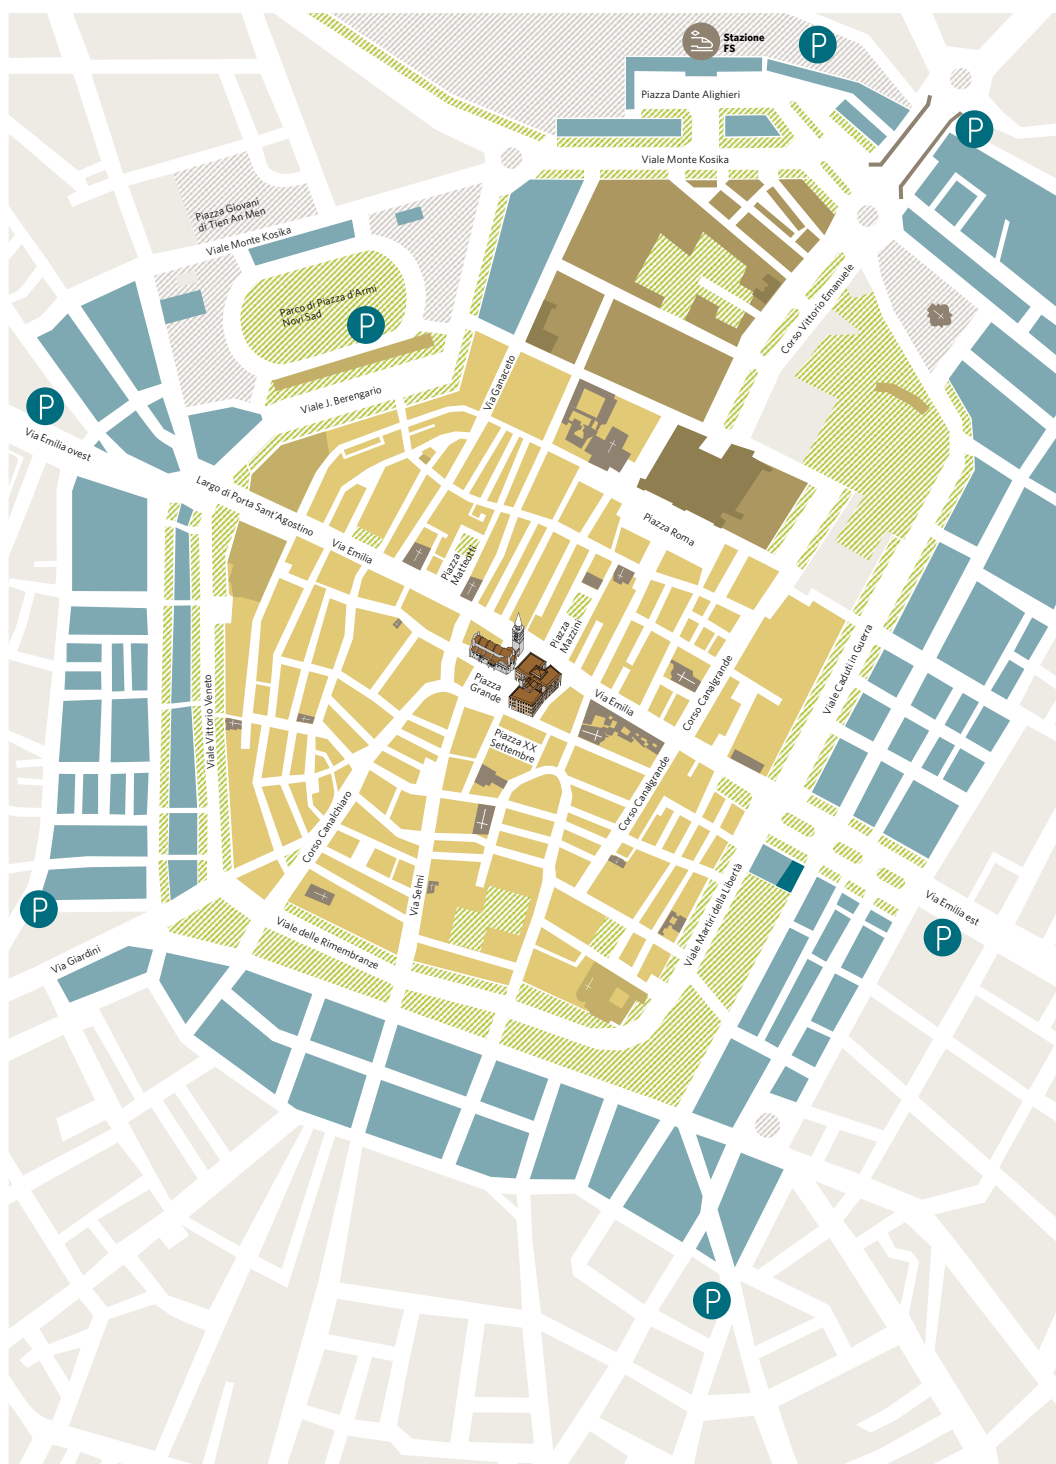 Stazione
FS
P
Piazza Dante Alighieri
P
Viale Monte Kosika
Piazza Giovani
di Tien An Men
Viale Monte Kosika
Parco di Piazza d'Armi
Novi Sad
P
Corso Vittorio Emanuele
Via Ganaceto
Viale J. Berengario
P
Via Emilia ovest
Largo di Porta Sant'Agostino
Via Emilia
Piazza Roma
Piazza
Matteotti
Piazza
Mazzini
Piazza
Grande
Via Emilia
Corso Canalgrande
Viale Caduti in Guerra
Viale Vittorio Veneto
Piazza XX
Settembre
Corso Canalgrande
Corso Canalchiaro
Via Selmi
Viale Martiri della Libertà
Via Emilia est
P
P
Viale delle Rimembranze
Via Giardini
P